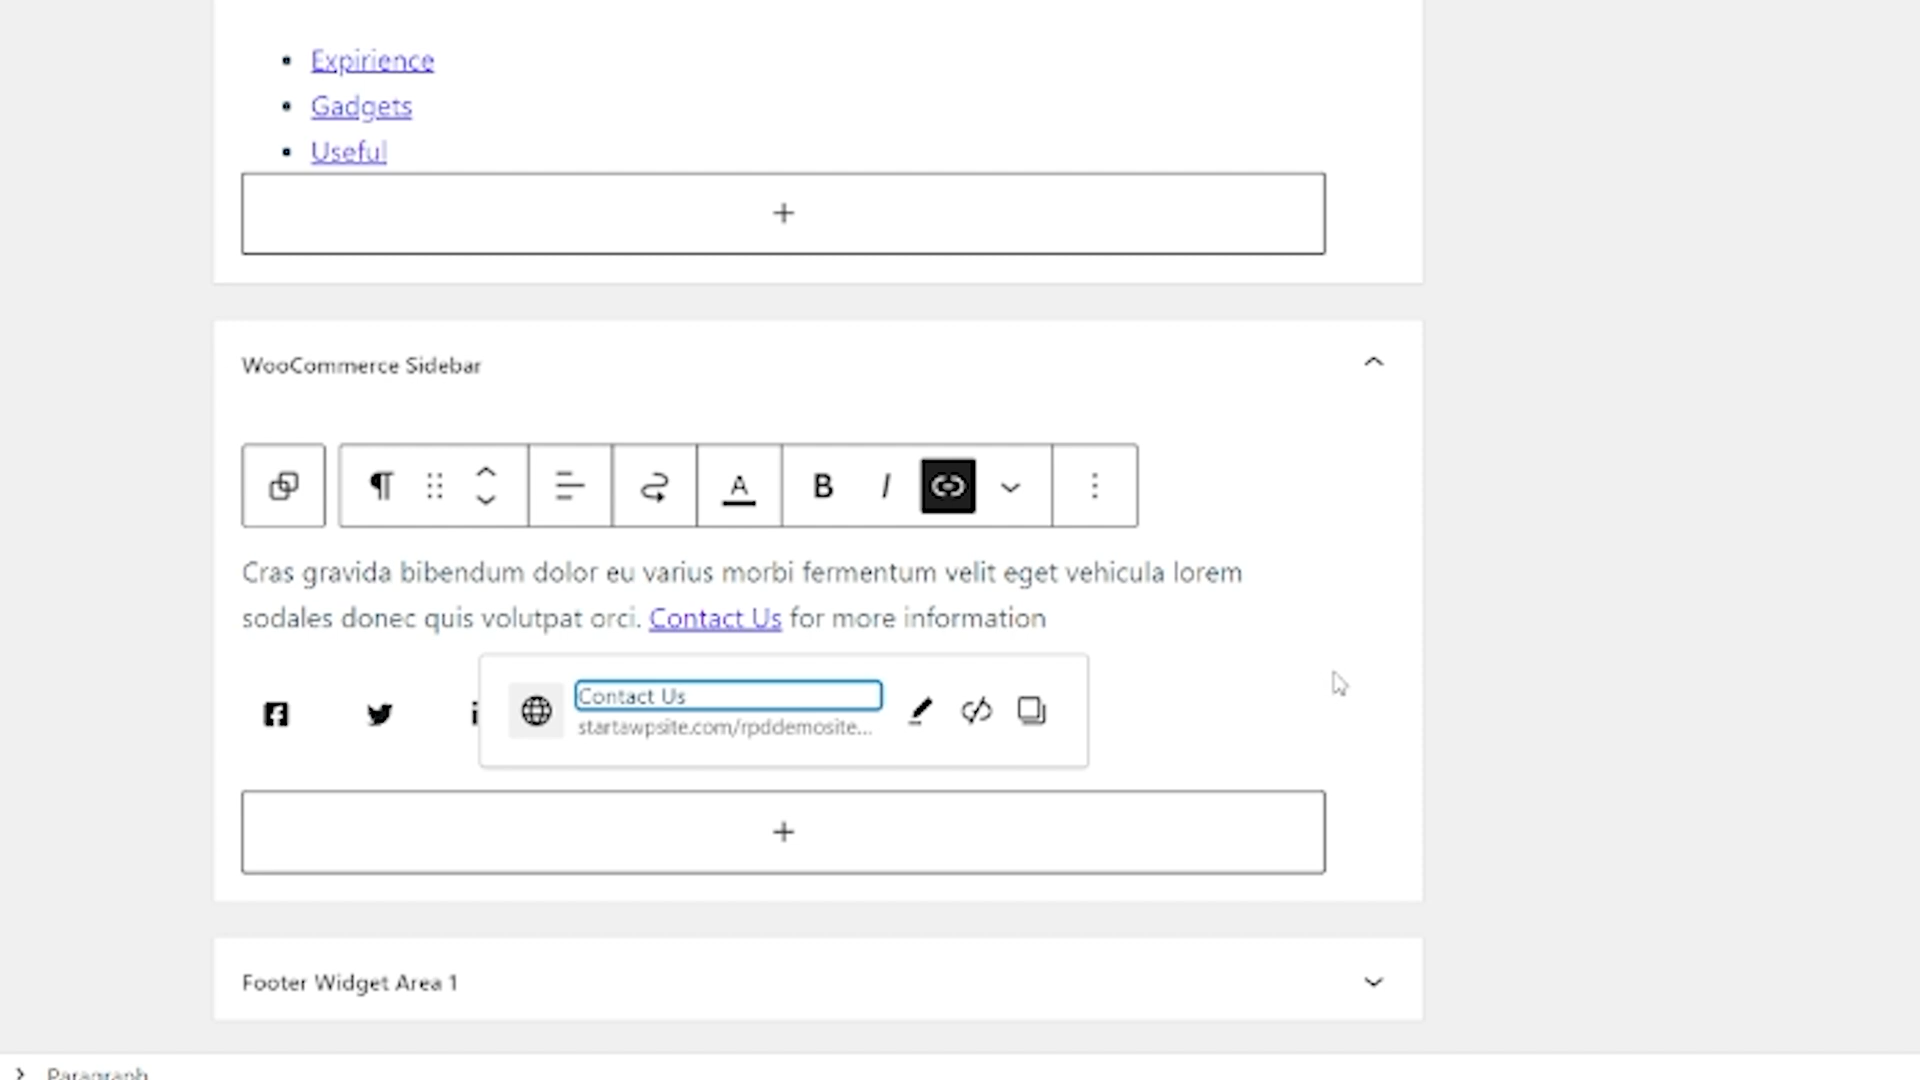 Expirience
Gadgets
Useful
WooCommerce Sidebar
A B I
Cras gravida bibendum dolor eu varius morbi fermentum velit eget vehicula lorem
sodales donec quis volutpat orci. Contact Us for more information
Contact Us
startawpsite.com/rpddemosite...
Footer Widget Area 1
Paragraph